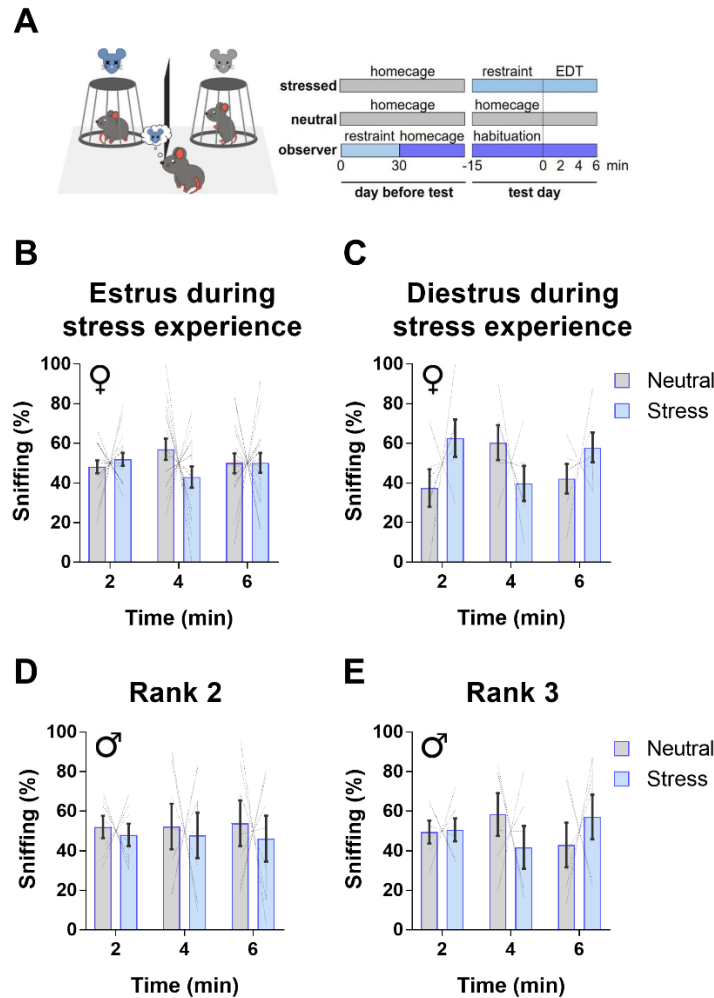 A
homecage restraint EDT
stressed
homecage homecage
neutral
restraint homecage habituation
observer
0 30 -15 0 2 4 6 min
day before test test day
B C
Estrus during Diestrus during
stress experience stress experience
100 100
80 80
60 60
40 40
20 20
0 0
♀ ♀
Neutral
Stress
Sniffing (%) Sniffing (%)
2 4 6 2 4 6
Time (min) Time (min)
D E
Rank 2 Rank 3
100 100
80 80
60 60
40 40
20 20
0 0
♂ ♂
Neutral
Stress
Sniffing (%) Sniffing (%)
2 4 6 2 4 6
Time (min) Time (min)